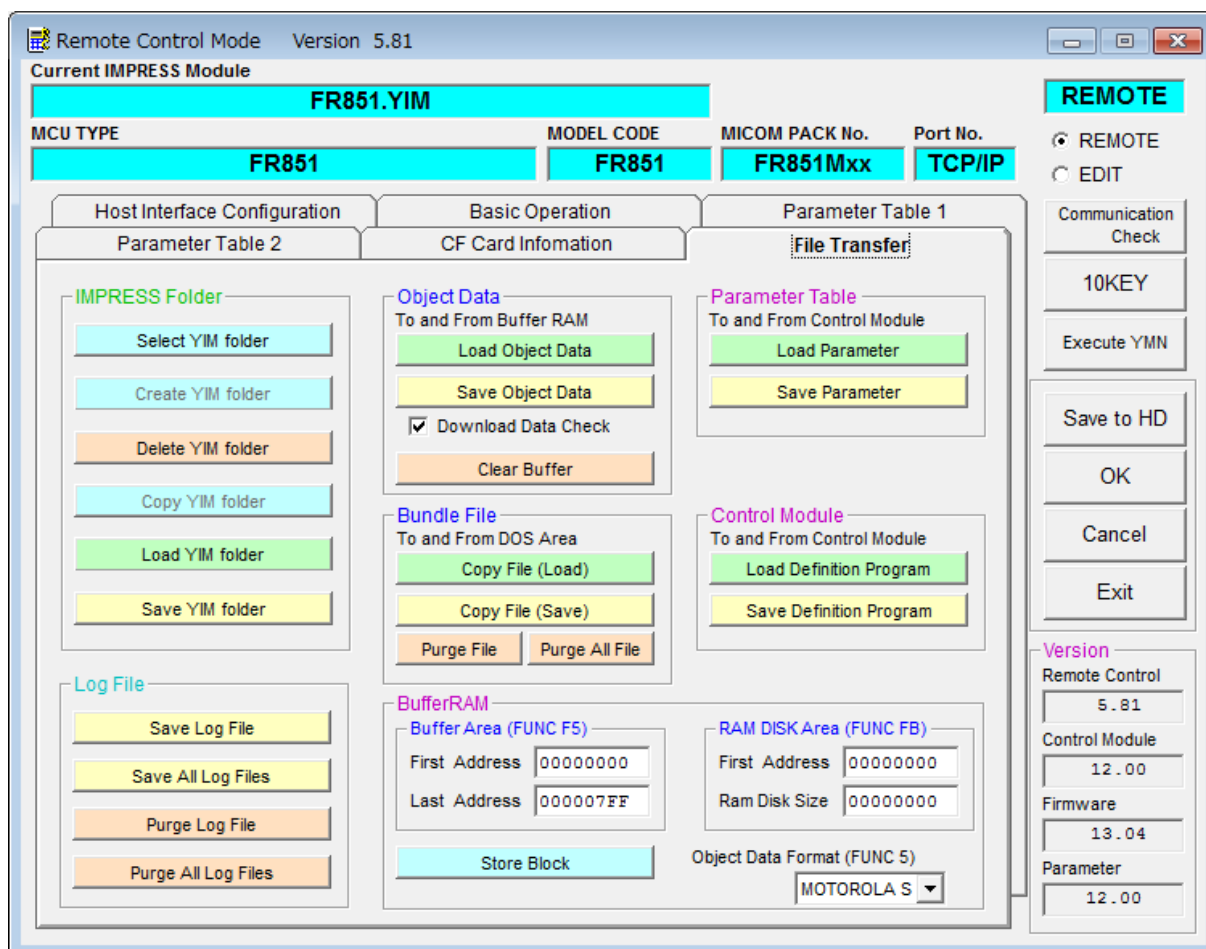 Remote Control Mode Version 5.81
Current IMPRESS Module
FR851.YIM
MCU TYPE
MODEL CODE
MICOM PACK No.
Port No.
FR851
FR851
FR851Mxx
TCP/IP
REMOTE
REMOTE
EDIT
Host Interface Configuration
Basic Operation
Parameter Table 1
Parameter Table 2
CF Card Infomation
File Transfer
IMPRESS Folder
Select YIM folder
Create YIM folder
Delete YIM folder
Copy YIM folder
Load YIM folder
Save YIM folder
Log File
Save Log File
Save All Log Files
Purge Log File
Purge All Log Files
Object Data
To and From Buffer RAM
Load Object Data
Save Object Data
Download Data Check
Clear Buffer
Bundle File
To and From DOS Area
Copy File (Load)
Copy File (Save)
Purge File
Purge All File
Parameter Table
To and From Control Module
Load Parameter
Save Parameter
Control Module
To and From Control Module
Load Definition Program
Save Definition Program
BufferRAM
Buffer Area (FUNC F5)
First Address 00000000
Last Address 000007FF
RAM DISK Area (FUNC FB)
First Address 00000000
Ram Disk Size 00000000
Store Block
Object Data Format (FUNC 5)
MOTOROLA S
Communication
Check
10KEY
Execute YMN
Save to HD
OK
Cancel
Exit
Version
Remote Control
5.81
Control Module
12.00
Firmware
13.04
Parameter
12.00